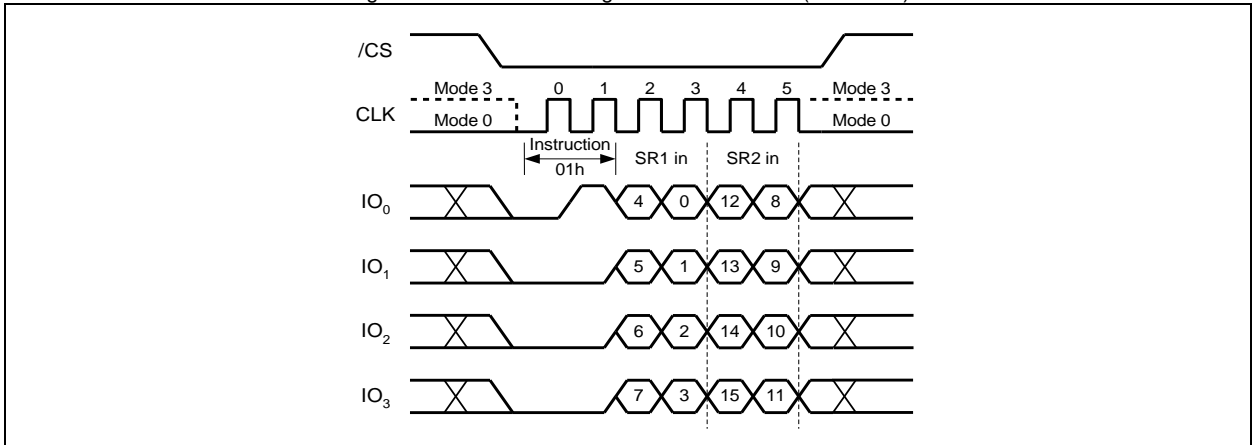 /CS
Mode 3 0 1 2 3 4 5 Mode 3
CLK
Mode 0 Mode 0
Instruction
SR1 in SR2 in
01h
IO0 4 0 12 8
IO1 5 1 13 9
IO2 6 2 14 10
IO3 7 3 15 11